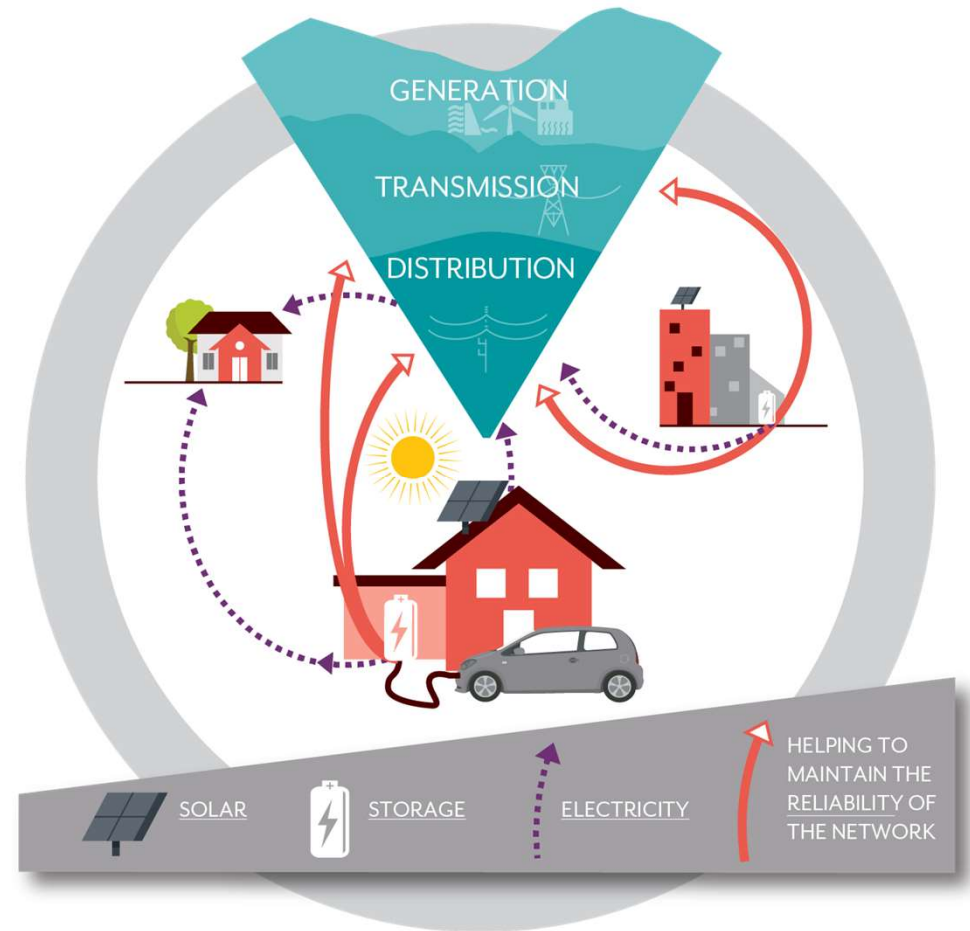 GENERATION
TRANSMISSION
DISTRIBUTION
SOLAR
STORAGE
ELECTRICITY
HELPING TO
MAINTAIN THE
RELIABILITY OF
THE NETWORK